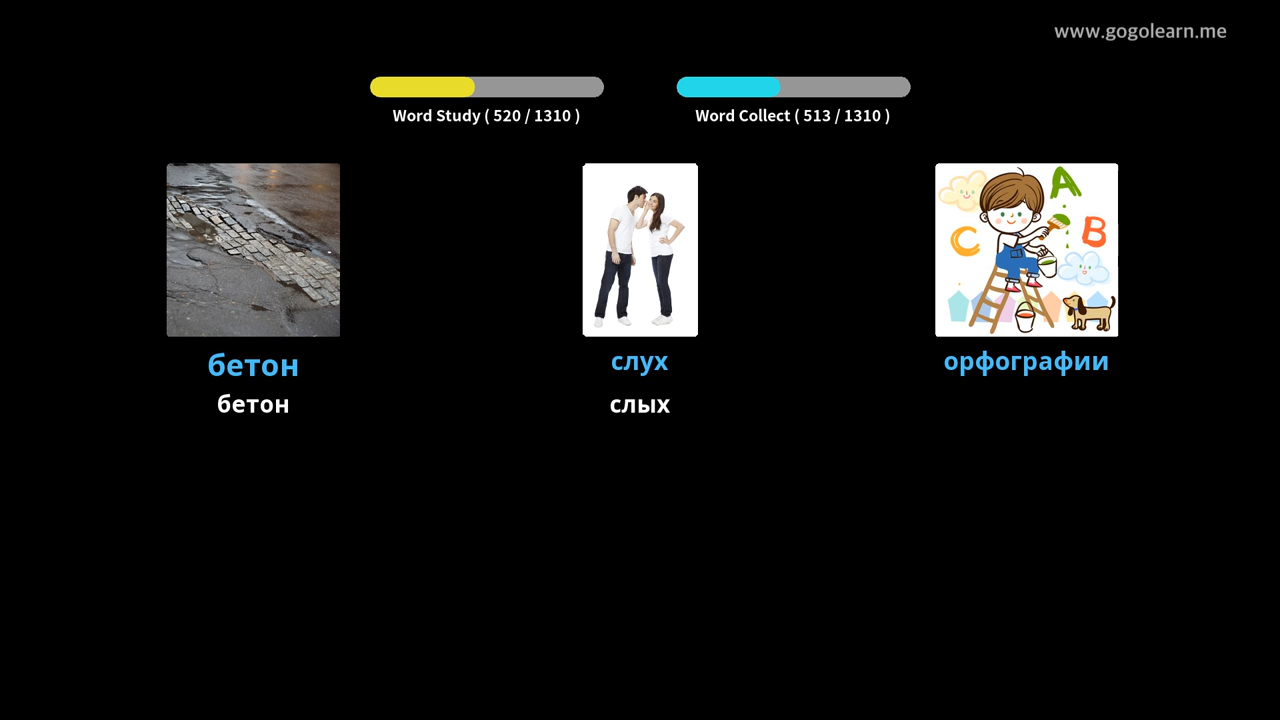 www.gogolearn.me
Word Study ( 520 / 1310 )
Word Collect ( 513 / 1310 )
бетон
слух
орфографии
бетон
слых
A
B
C